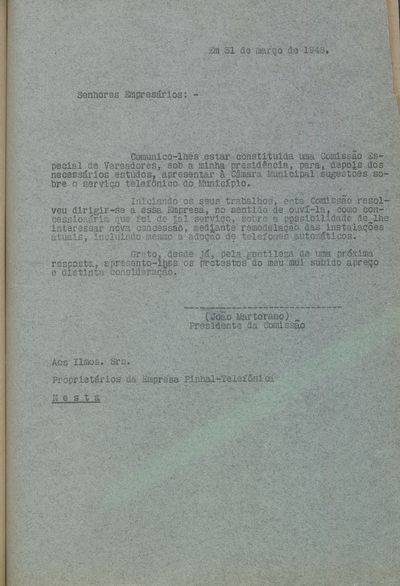 Em 31 de março de 1948.
Senhores Empresários: -
Comunico-lhes estar constituida uma Comissão Es-
pecial de Vereadores, sob a minha presidência, para, depois dos
necessários estudos, apresentar à Câmara Municipal sugestões so-
bre o serviço telefônico do Município.
Iniciando os seus trabalhos, esta Comissão resol-
veu dirigir-se a essa Empresa, no sentido de ouví-la, como con-
cessionária que foi de tal serviço, sobre a possibilidade de lhe
interessar nova concessão, mediante remodelação das instalações
atuais, incluindo mesmo a adoção de telefones automáticos.
Grato, desde já, pela gentileza de uma próxima
resposta, apresento-lhes os protestos do meu mui subido apreço
e distinta consideração.
(João Martorano)
Presidente da Comissão
Aos Ilmos. Srs.
Proprietários da Empresa Pinhal-Telefônica
N e s t a